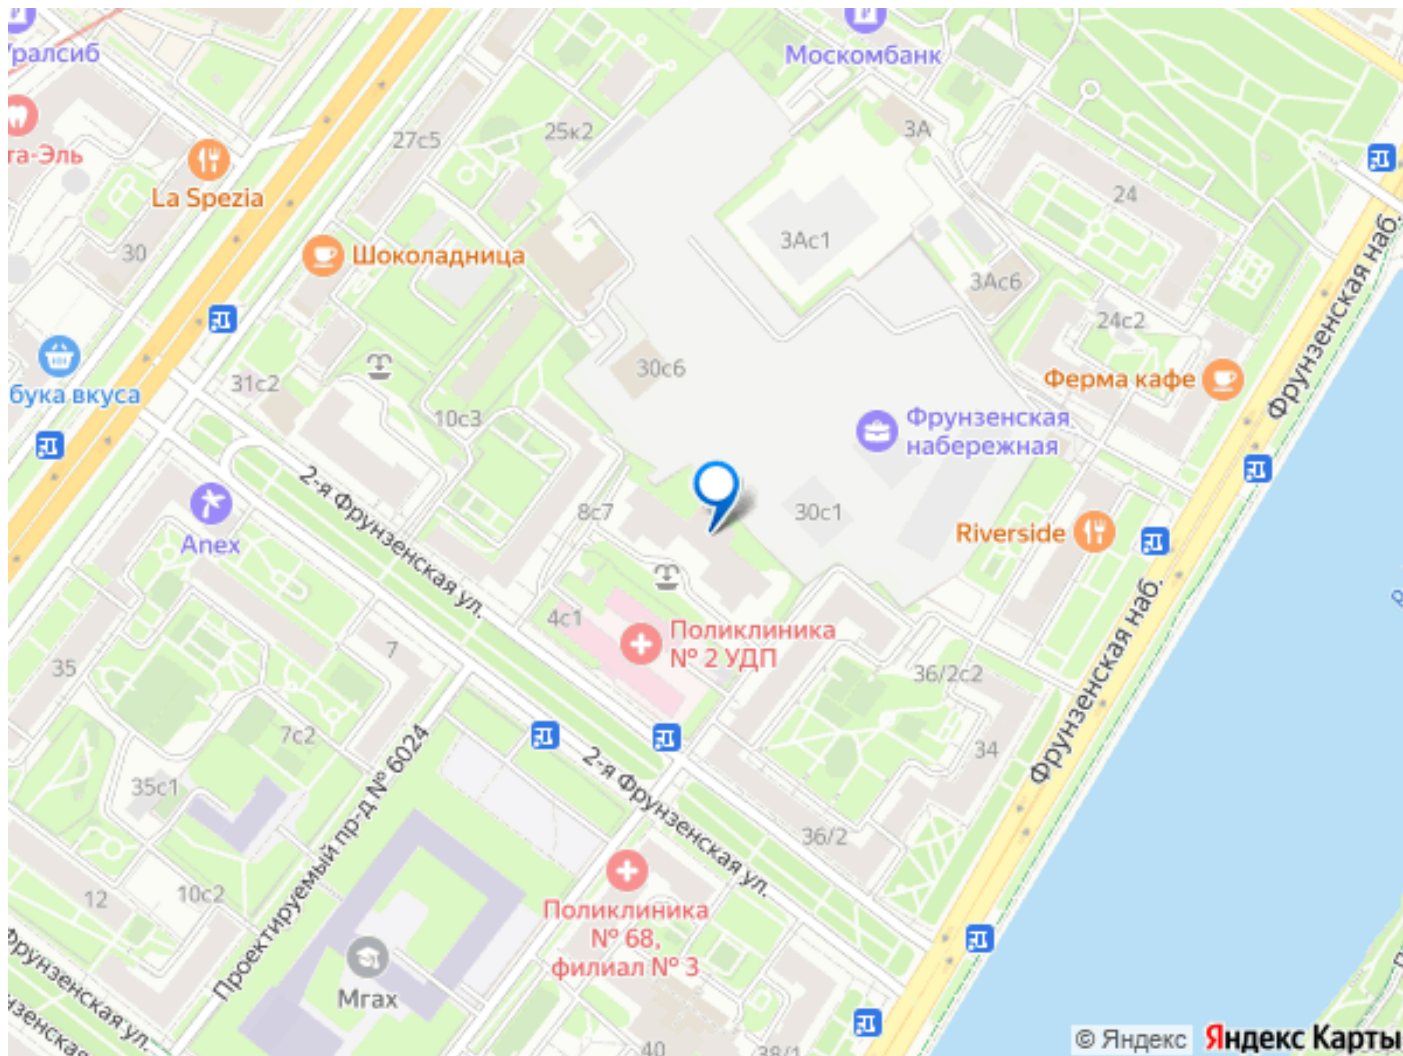 Уралсиб
Москомбанк
та-Эль
La Spezia
27с5
25к2
3А
24
30
Шоколадница
3Ас1
3Ас6
24с2
Фрунзенская наб.
бука вкуса
31с2
10с3
30с6
Ферма кафе
Фрунзенская
набережная
Anex
2-я Фрунзенская ул.
8с7
30с1
Riverside
4с1
Поликлиника
№ 2 УДП
Фрунзенская наб.
35
7
7с2
36/2с2
34
35с1
Проектируемый пр-д № 6024
2-я Фрунзенская ул.
36/2
12
10с2
Поликлиника
№ 68,
филиал № 3
Мгах
Фрунзенская ул.
нзенская
40
38/1
© Яндекс Яндекс Карты